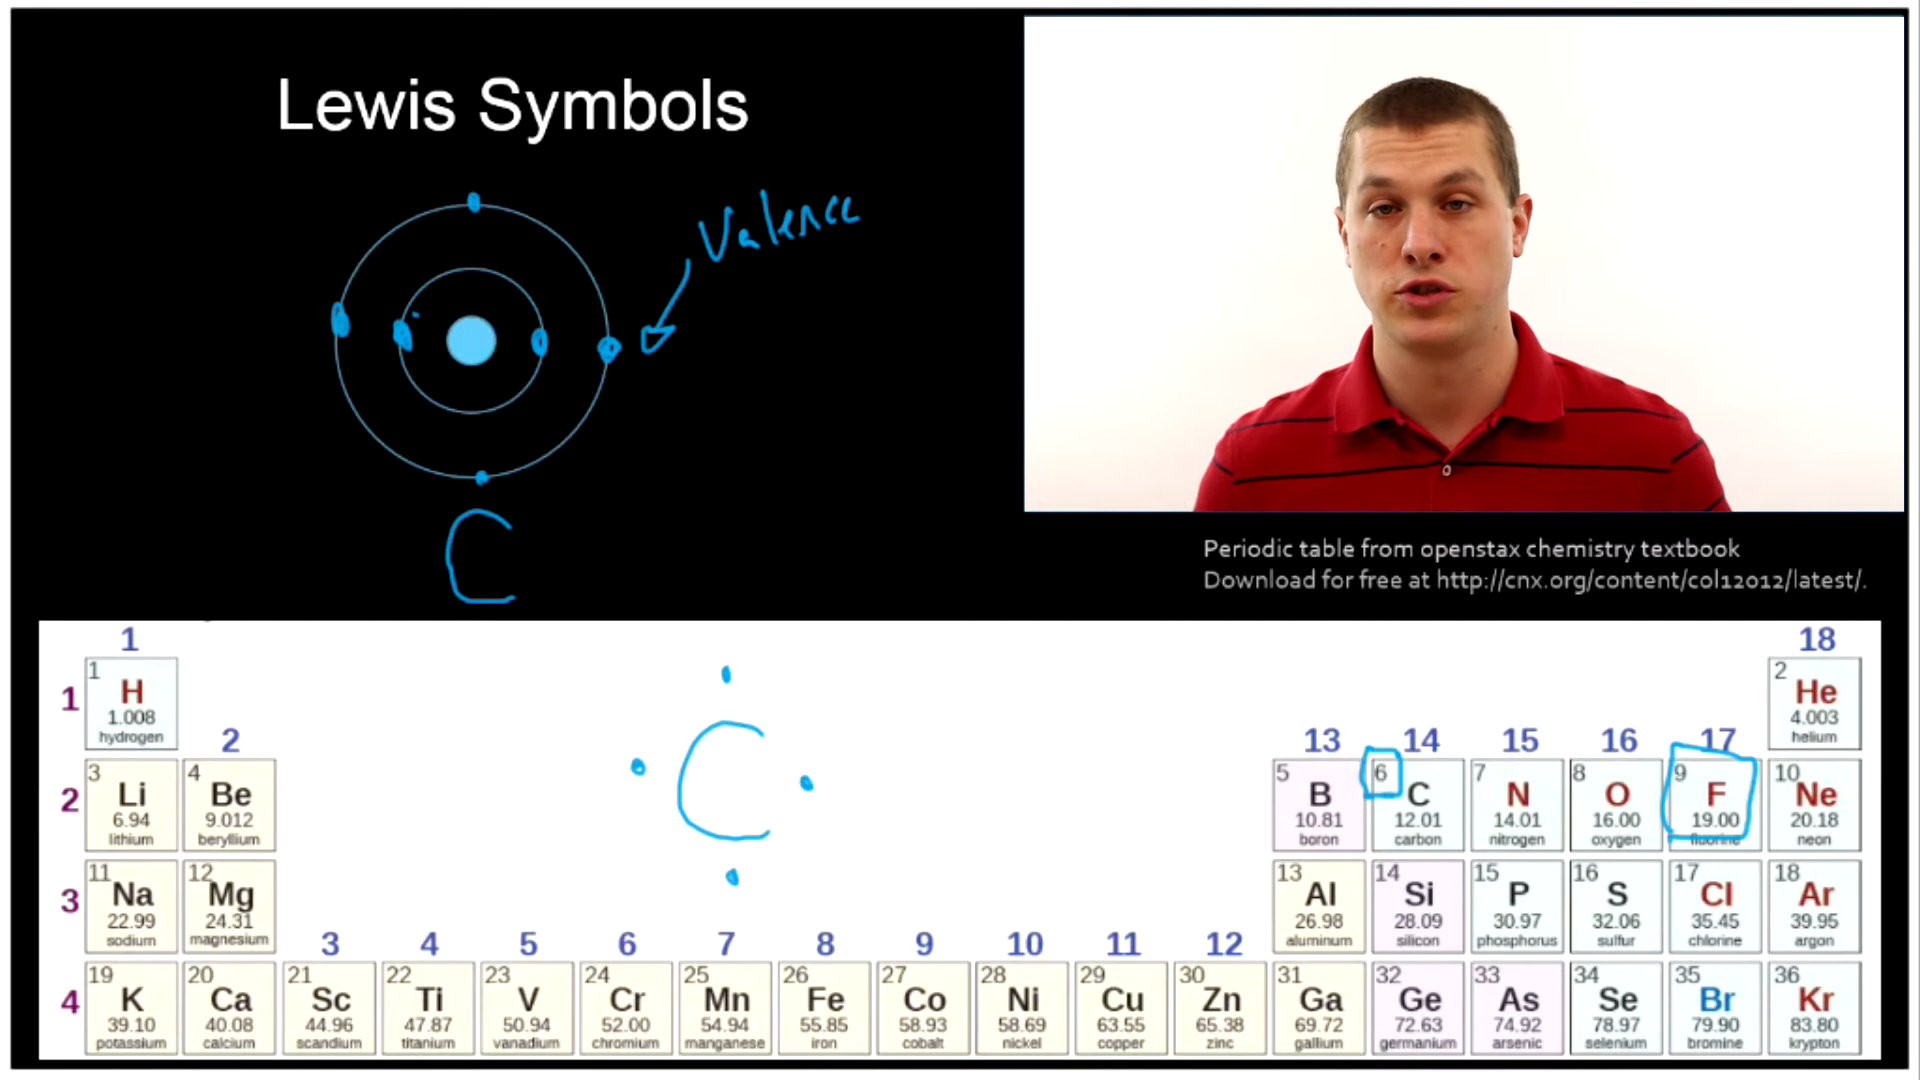 Lewis Symbols
Valence
C
Periodic table from openstax chemistry textbook
Download for free at http://cnx.org/content/col12012/latest/.
1 18
1 1 H 1.008 hydrogen 2 He 4.003 helium
2 13 14 15 16 17
C
2 3 Li 6.94 lithium 4 Be 9.012 beryllium 5 B 10.81 boron 6 C 12.01 carbon 7 N 14.01 nitrogen 8 O 16.00 oxygen 9 F 19.00 fluorine 10 Ne 20.18 neon
3 11 Na 22.99 sodium 12 Mg 24.31 magnesium 13 Al 26.98 aluminum 14 Si 28.09 silicon 15 P 30.97 phosphorus 16 S 32.06 sulfur 17 Cl 35.45 chlorine 18 Ar 39.95 argon
3 4 5 6 7 8 9 10 11 12
4 19 K 39.10 potassium 20 Ca 40.08 calcium 21 Sc 44.96 scandium 22 Ti 47.87 titanium 23 V 50.94 vanadium 24 Cr 52.00 chromium 25 Mn 54.94 manganese 26 Fe 55.85 iron 27 Co 58.93 cobalt 28 Ni 58.69 nickel 29 Cu 63.55 copper 30 Zn 65.38 zinc 31 Ga 69.72 gallium 32 Ge 72.63 germanium 33 As 74.92 arsenic 34 Se 78.97 selenium 35 Br 79.90 bromine 36 Kr 83.80 krypton